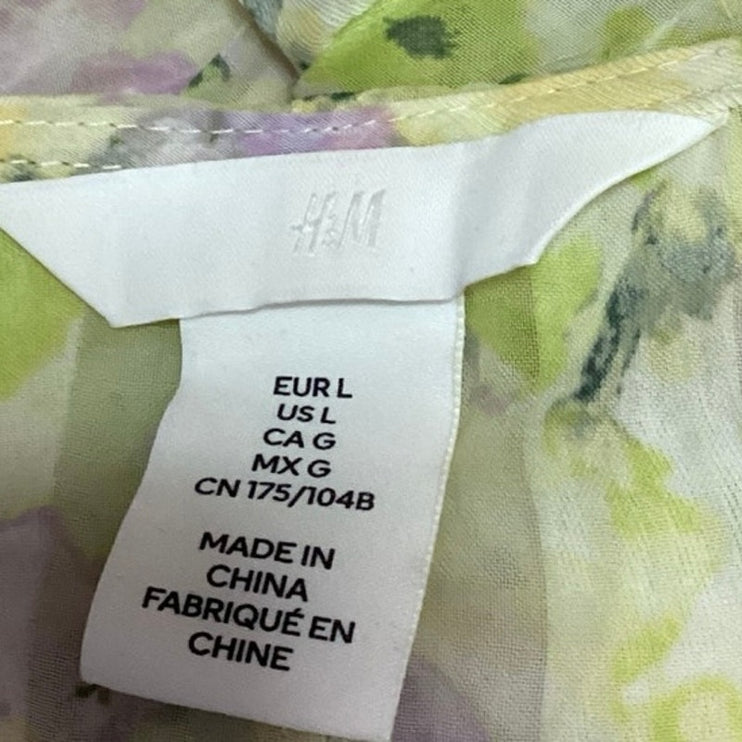 H&M
EUR L
US L
CA G
MX G
CN 175/104B
MADE IN
CHINA
FABRIQUÉ EN
CHINE